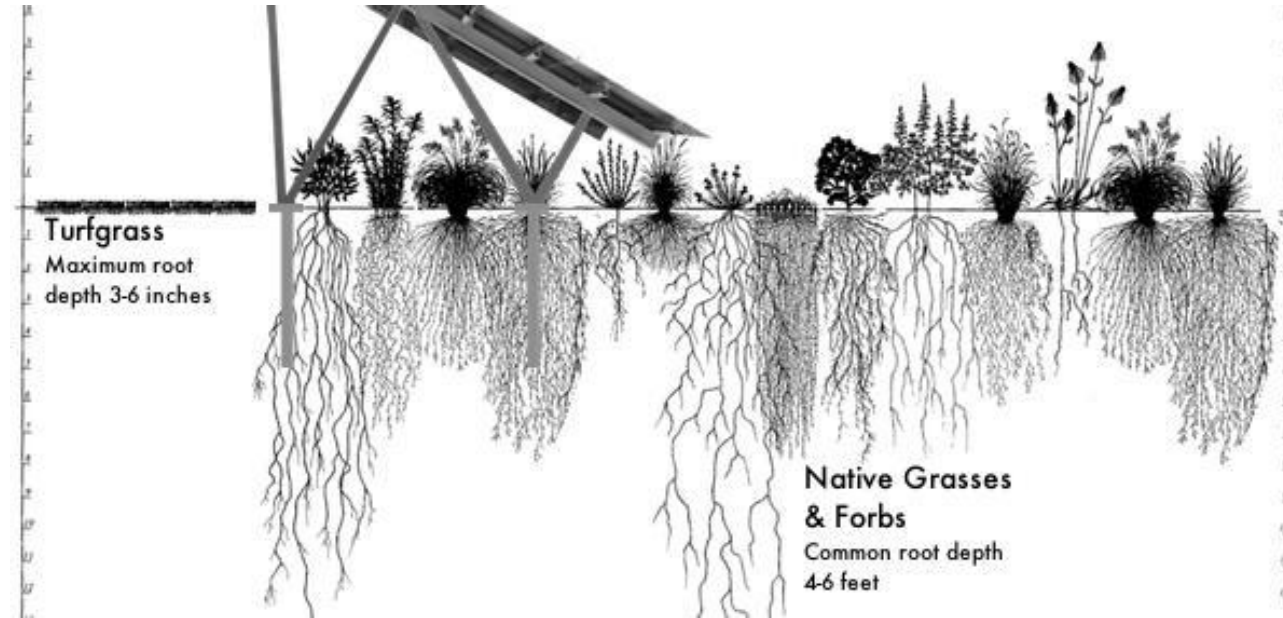 Turfgrass
Maximum root
depth 3-6 inches
Native Grasses
& Forbs
Common root depth
4-6 feet